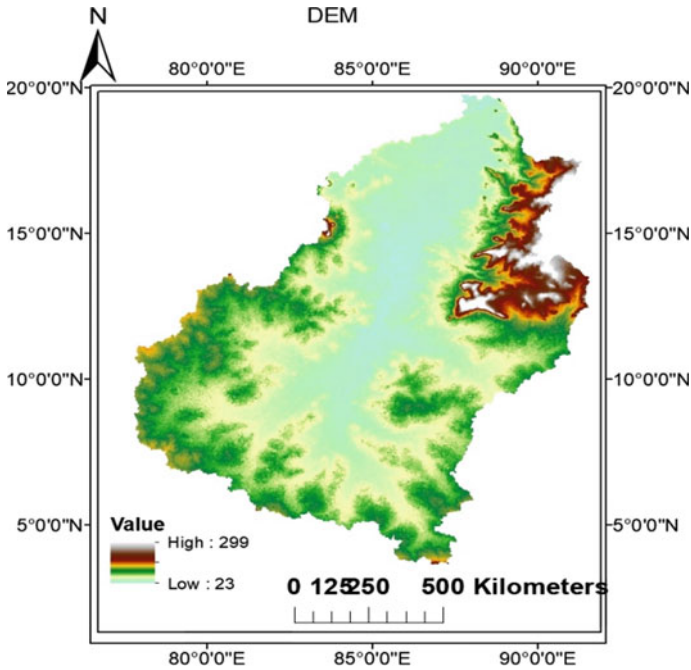 N
DEM
80°0'0"E 85°0'0"E 90°0'0"E
20°0'0"N 20°0'0"N
15°0'0"N 15°0'0"N
10°0'0"N 10°0'0"N
5°0'0"N 5°0'0"N
Value
High : 299
Low : 23
0 125250 500 Kilometers
80°0'0"E 85°0'0"E 90°0'0"E